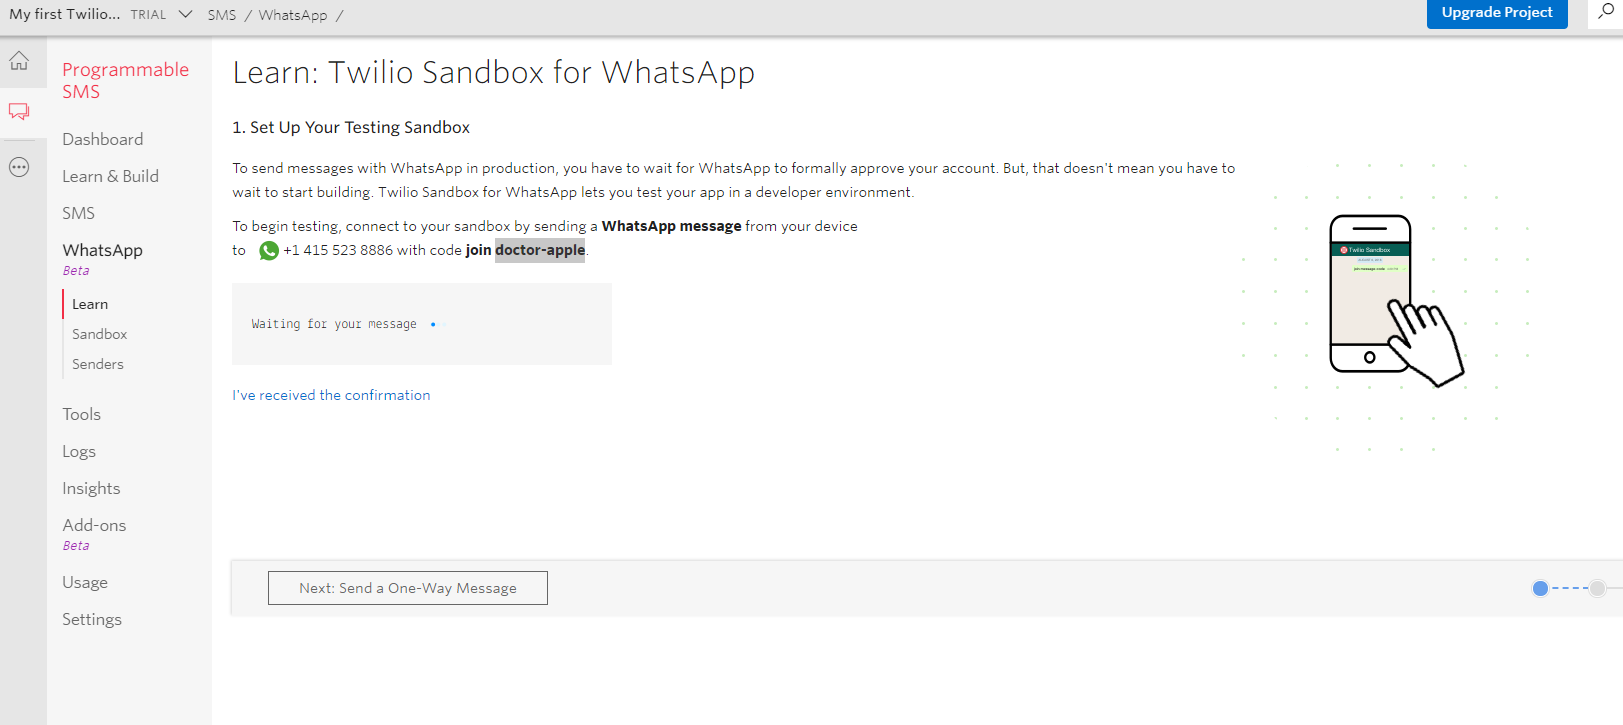 My first Twilio... TRIAL SMS / WhatsApp /
Upgrade Project
Programmable
SMS
Dashboard
Learn & Build
SMS
WhatsApp
Beta
Learn
Sandbox
Senders
Tools
Logs
Insights
Add-ons
Beta
Usage
Settings
Learn: Twilio Sandbox for WhatsApp
1. Set Up Your Testing Sandbox
To send messages with WhatsApp in production, you have to wait for WhatsApp to formally approve your account. But, that doesn't mean you have to
wait to start building. Twilio Sandbox for WhatsApp lets you test your app in a developer environment.
To begin testing, connect to your sandbox by sending a WhatsApp message from your device
to +1 415 523 8886 with code join doctor-apple.
Waiting for your message
I've received the confirmation
Twilio Sandbox
Next: Send a One-Way Message